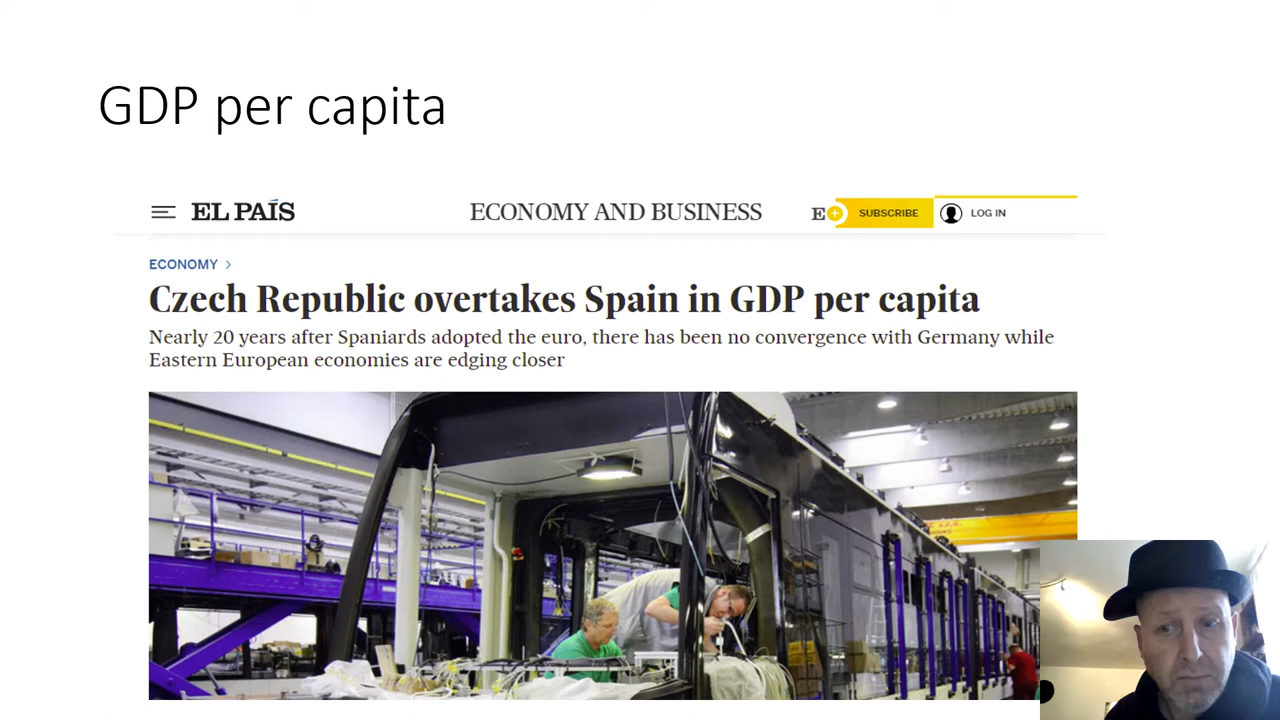 GDP per capita
EL PAÍS
ECONOMY AND BUSINESS
E+
SUBSCRIBE
LOG IN
ECONOMY >
Czech Republic overtakes Spain in GDP per capita
Nearly 20 years after Spaniards adopted the euro, there has been no convergence with Germany while
Eastern European economies are edging closer